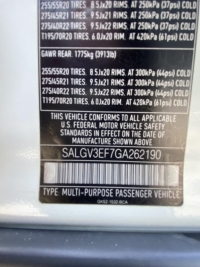 255/55R20 TIRES. 8.5Jx20 RIMS. AT 250kPa (37psi) COLD
275/45R21 TIRES. 9.5Jx21 RIMS. AT 250kPa (37psi) COLD
275/40R22 TIRES. 9.5Jx22 RIMS. AT 250kPa (37psi) COLD
T195/70R20 TIRES. 6.0Jx20 RIM. AT 420kPa (61psi) COLD
GAWR REAR. 1775kg (3913lb)
255/55R20 TIRES. 8.5Jx20 RIMS. AT 300kPa (44psi) COLD
275/45R21 TIRES. 9.5Jx21 RIMS. AT 300kPa (44psi) COLD
275/40R22 TIRES. 9.5Jx22 RIMS. AT 300kPa (44psi) COLD
T195/70R20 TIRES. 6.0Jx20 RIM. AT 420kPa (61psi) COLD
THIS VEHICLE CONFORMS TO ALL APPLICABLE
U.S. FEDERAL MOTOR VEHICLE SAFETY
STANDARDS IN EFFECT ON THE DATE OF
MANUFACTURE SHOWN ABOVE
SALGV3EF7GA262190
TYPE: MULTI-PURPOSE PASSENGER VEHICLE